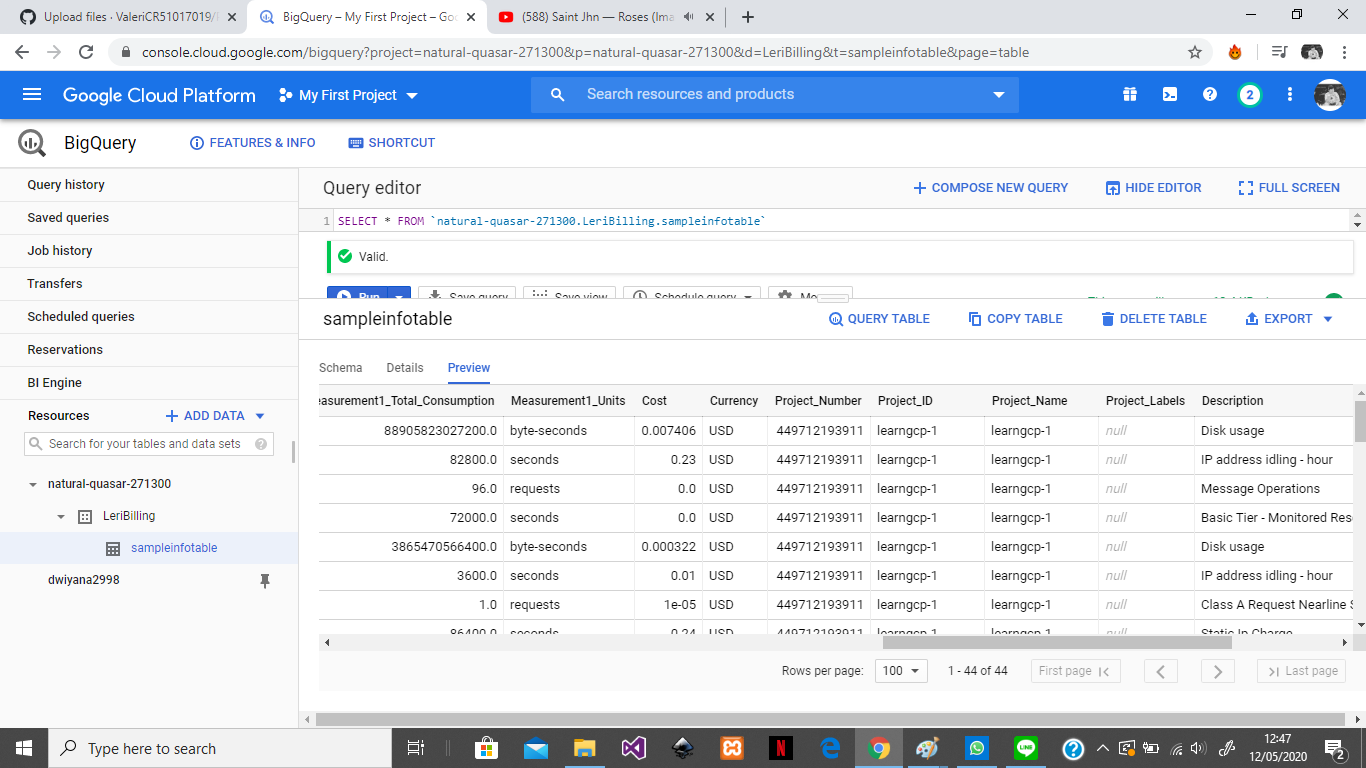 Upload files · ValeriCR51017019/
BigQuery – My First Project – Goo
(588) Saint Jhn — Roses (Ima
console.cloud.google.com/bigquery?project=natural-quasar-271300&p=natural-quasar-271300&d=LeriBilling&t=sampleinfotable&page=table
Google Cloud Platform My First Project Search resources and products 2
BigQuery FEATURES & INFO SHORTCUT
Query history
Saved queries
Job history
Transfers
Scheduled queries
Reservations
BI Engine
Resources ADD DATA
Search for your tables and data sets
natural-quasar-271300
LeriBilling
sampleinfotable
dwiyana2998
Query editor COMPOSE NEW QUERY HIDE EDITOR FULL SCREEN
1 SELECT * FROM `natural-quasar-271300.LeriBilling.sampleinfotable`
Valid.
Run Save query Save view Schedule query
sampleinfotable QUERY TABLE COPY TABLE DELETE TABLE EXPORT
Schema Details Preview
easurement1_Total_Consumption Measurement1_Units Cost Currency Project_Number Project_ID Project_Name Project_Labels Description
88905823027200.0 byte-seconds 0.007406 USD 449712193911 learngcp-1 learngcp-1 null Disk usage
82800.0 seconds 0.23 USD 449712193911 learngcp-1 learngcp-1 null IP address idling - hour
96.0 requests 0.0 USD 449712193911 learngcp-1 learngcp-1 null Message Operations
72000.0 seconds 0.0 USD 449712193911 learngcp-1 learngcp-1 null Basic Tier - Monitored Res
3865470566400.0 byte-seconds 0.000322 USD 449712193911 learngcp-1 learngcp-1 null Disk usage
3600.0 seconds 0.01 USD 449712193911 learngcp-1 learngcp-1 null IP address idling - hour
1.0 requests 1e-05 USD 449712193911 learngcp-1 learngcp-1 null Class A Request Nearline S
86400.0 seconds 0.24 USD 449712193911 learngcp-1 learngcp-1 null Static Ip Charge
Rows per page: 100 1 - 44 of 44 First page Last page
Type here to search
12:47
12/05/2020
2